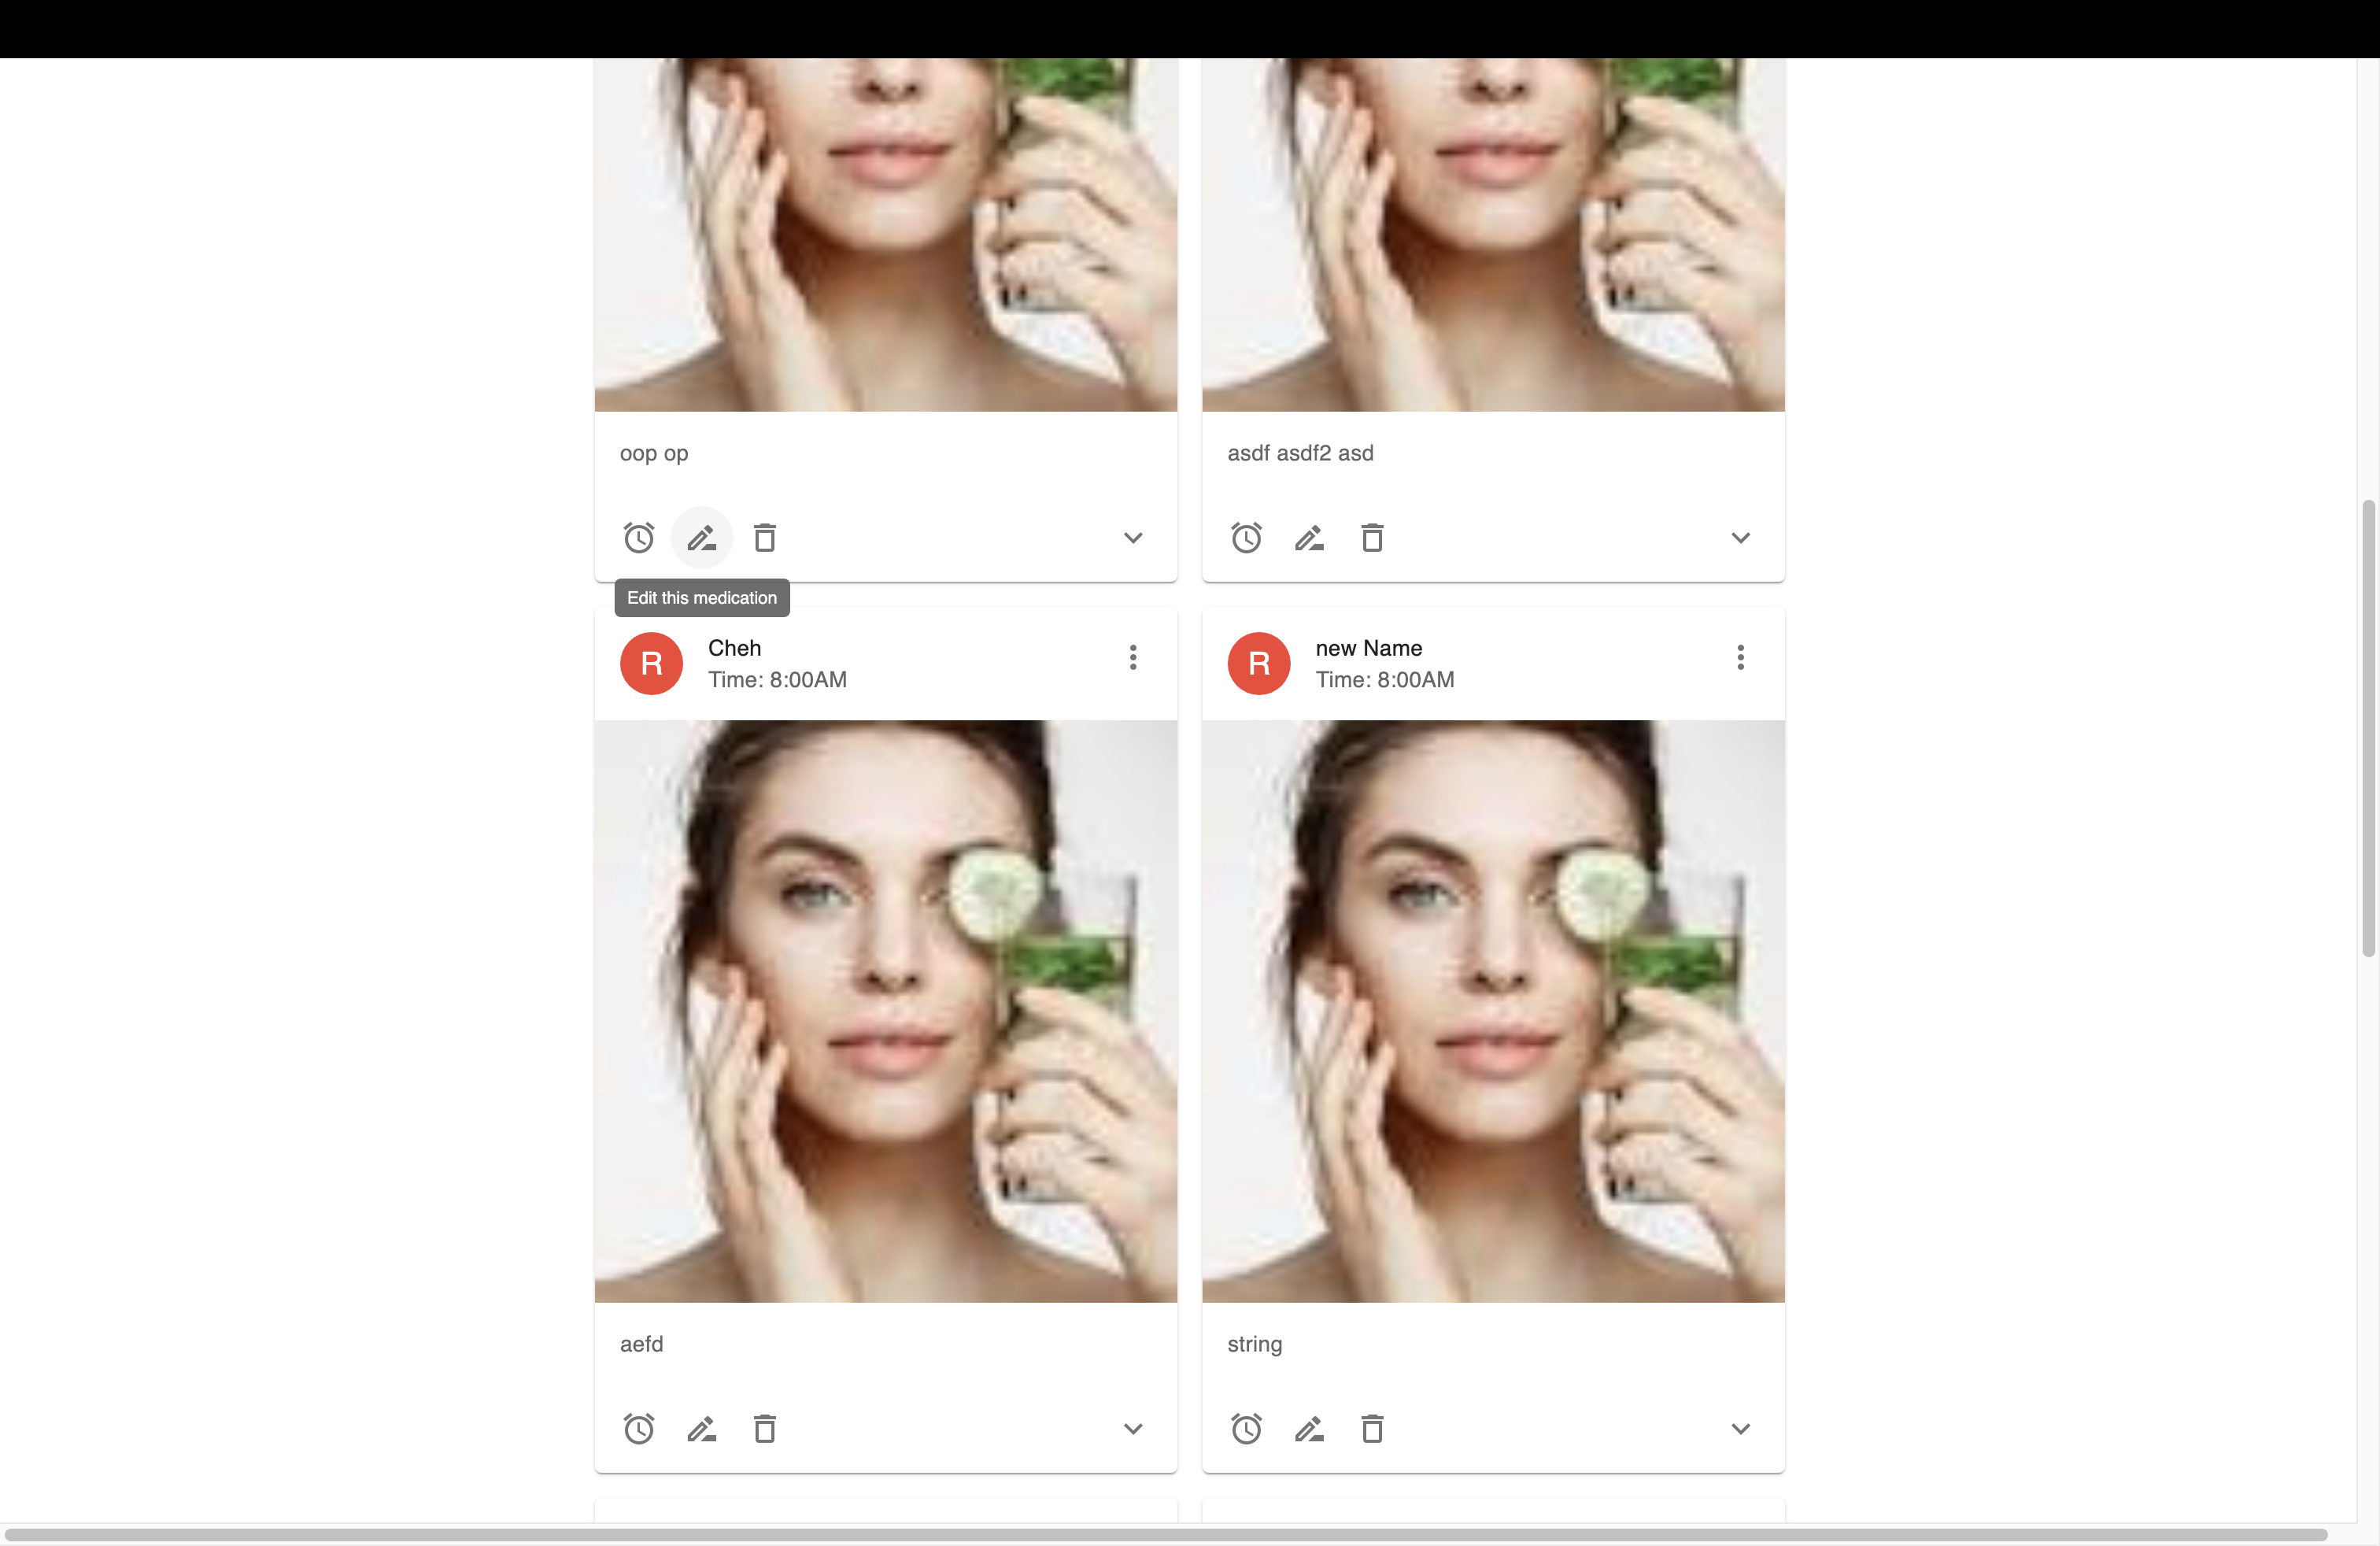 oop op
asdf asdf2 asd
Edit this medication
R
Cheh
Time: 8:00AM
R
new Name
Time: 8:00AM
aefd
string